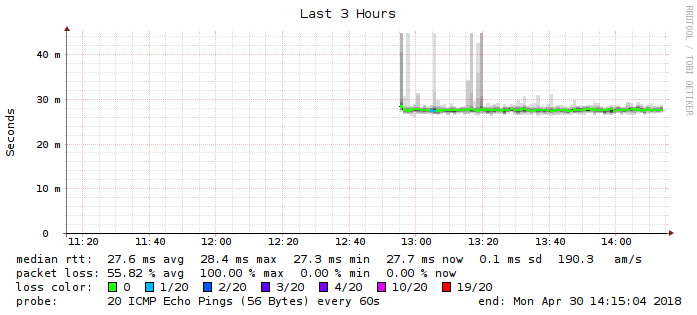 Last 3 Hours
RRDTOOL / TOBI OETIKER
Seconds
40 m
30 m
20 m
10 m
0
11:20 11:40 12:00 12:20 12:40 13:00 13:20 13:40 14:00
median rtt: 27.6 ms avg 28.4 ms max 27.3 ms min 27.7 ms now 0.1 ms sd 190.3 am/s
packet loss: 55.82 % avg 100.00 % max 0.00 % min 0.00 % now
loss color: 0 1/20 2/20 3/20 4/20 10/20 19/20
probe: 20 ICMP Echo Pings (56 Bytes) every 60s end: Mon Apr 30 14:15:04 2018